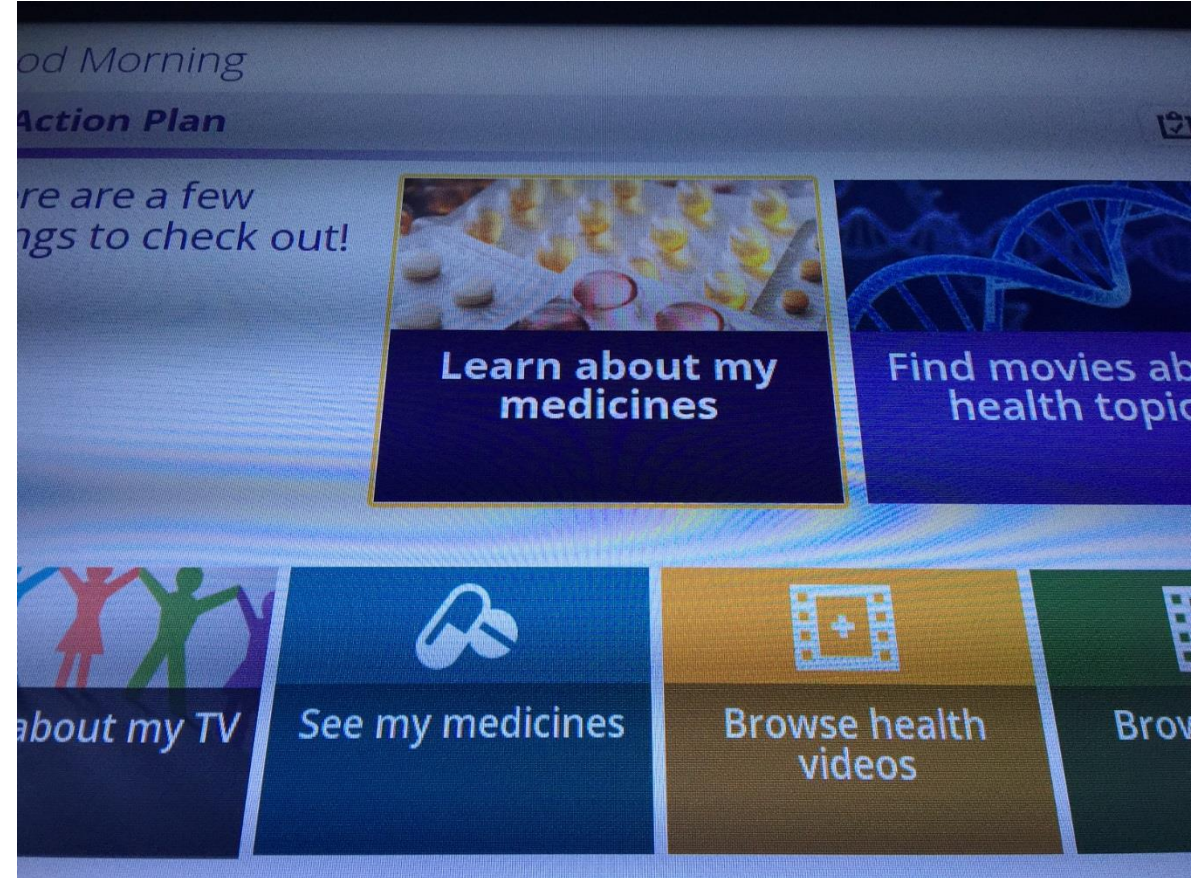 od Morning
Action Plan
re are a few
ngs to check out!
Learn about my
medicines
Find movies ab
health topic
about my TV
See my medicines
Browse health
videos
Brow